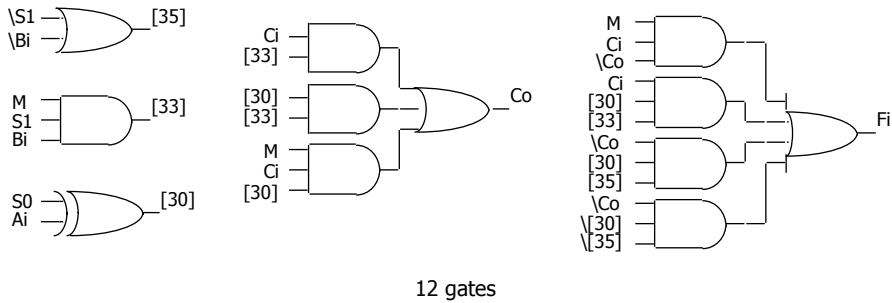 \S1
\Bi
[35]
M
S1
Bi
[33]
S0
Ai
[30]
Ci
[33]
[30]
[33]
M
Ci
[30]
Co
M
Ci
\Co
Ci
[30]
[33]
\Co
[30]
[35]
\Co
\[30]
\[35]
Fi
12 gates